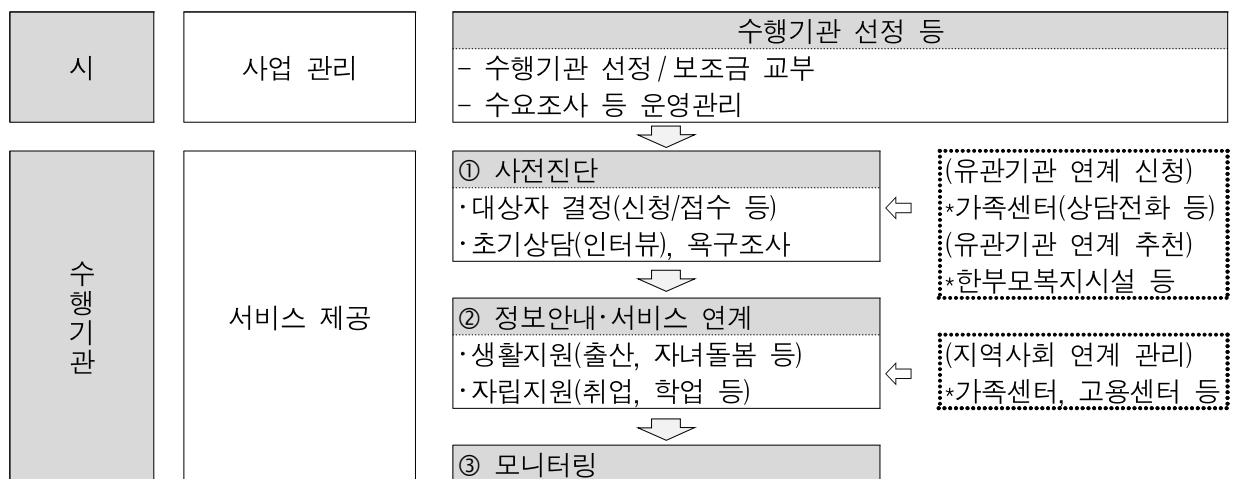 시
사업 관리
수행기관 선정 등
- 수행기관 선정 / 보조금 교부
- 수요조사 등 운영관리
수행기관
서비스 제공
① 사전진단
·대상자 결정(신청/접수 등)
·초기상담(인터뷰), 욕구조사
(유관기관 연계 신청)
*가족센터(상담전화 등)
(유관기관 연계 추천)
*한부모복지시설 등
② 정보안내·서비스 연계
·생활지원(출산, 자녀돌봄 등)
·자립지원(취업, 학업 등)
(지역사회 연계 관리)
*가족센터, 고용센터 등
③ 모니터링